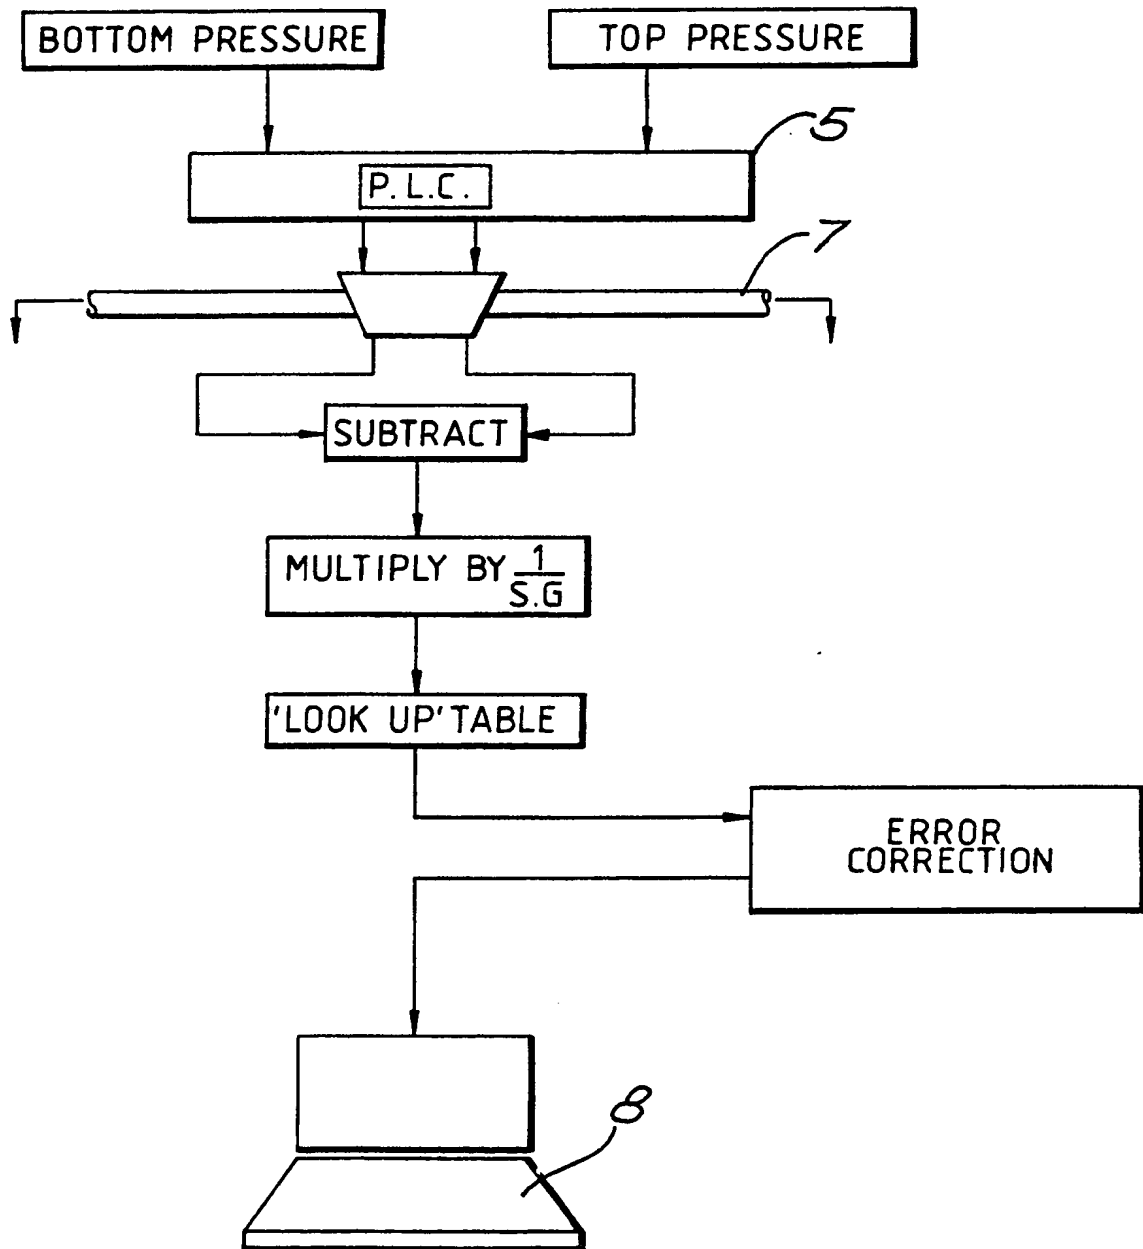 BOTTOM PRESSURE
TOP PRESSURE
5
P.L.C.
7
SUBTRACT
MULTIPLY BY 1/S.G
'LOOK UP' TABLE
ERROR
CORRECTION
8